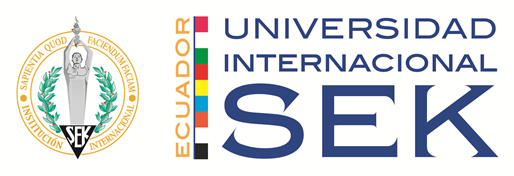 SAPIENTIA QUOD FACIENDUM FACIAM
INSTITUCIÓN INTERNACIONAL
SEK
ECUADOR
UNIVERSIDAD
INTERNACIONAL
SEK